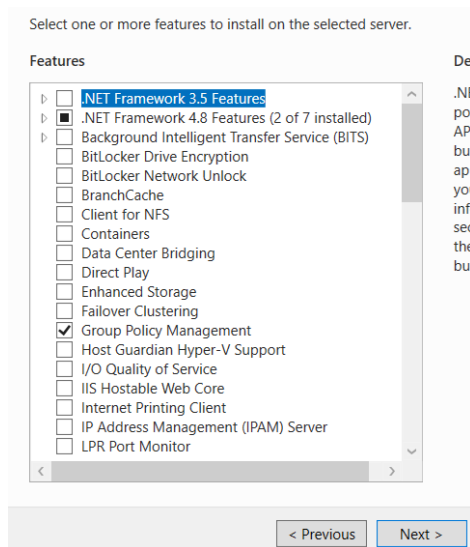 Select one or more features to install on the selected server.
Features
.NET Framework 3.5 Features
.NET Framework 4.8 Features (2 of 7 installed)
Background Intelligent Transfer Service (BITS)
BitLocker Drive Encryption
BitLocker Network Unlock
BranchCache
Client for NFS
Containers
Data Center Bridging
Direct Play
Enhanced Storage
Failover Clustering
Group Policy Management
Host Guardian Hyper-V Support
I/O Quality of Service
IIS Hostable Web Core
Internet Printing Client
IP Address Management (IPAM) Server
LPR Port Monitor
< Previous
Next >